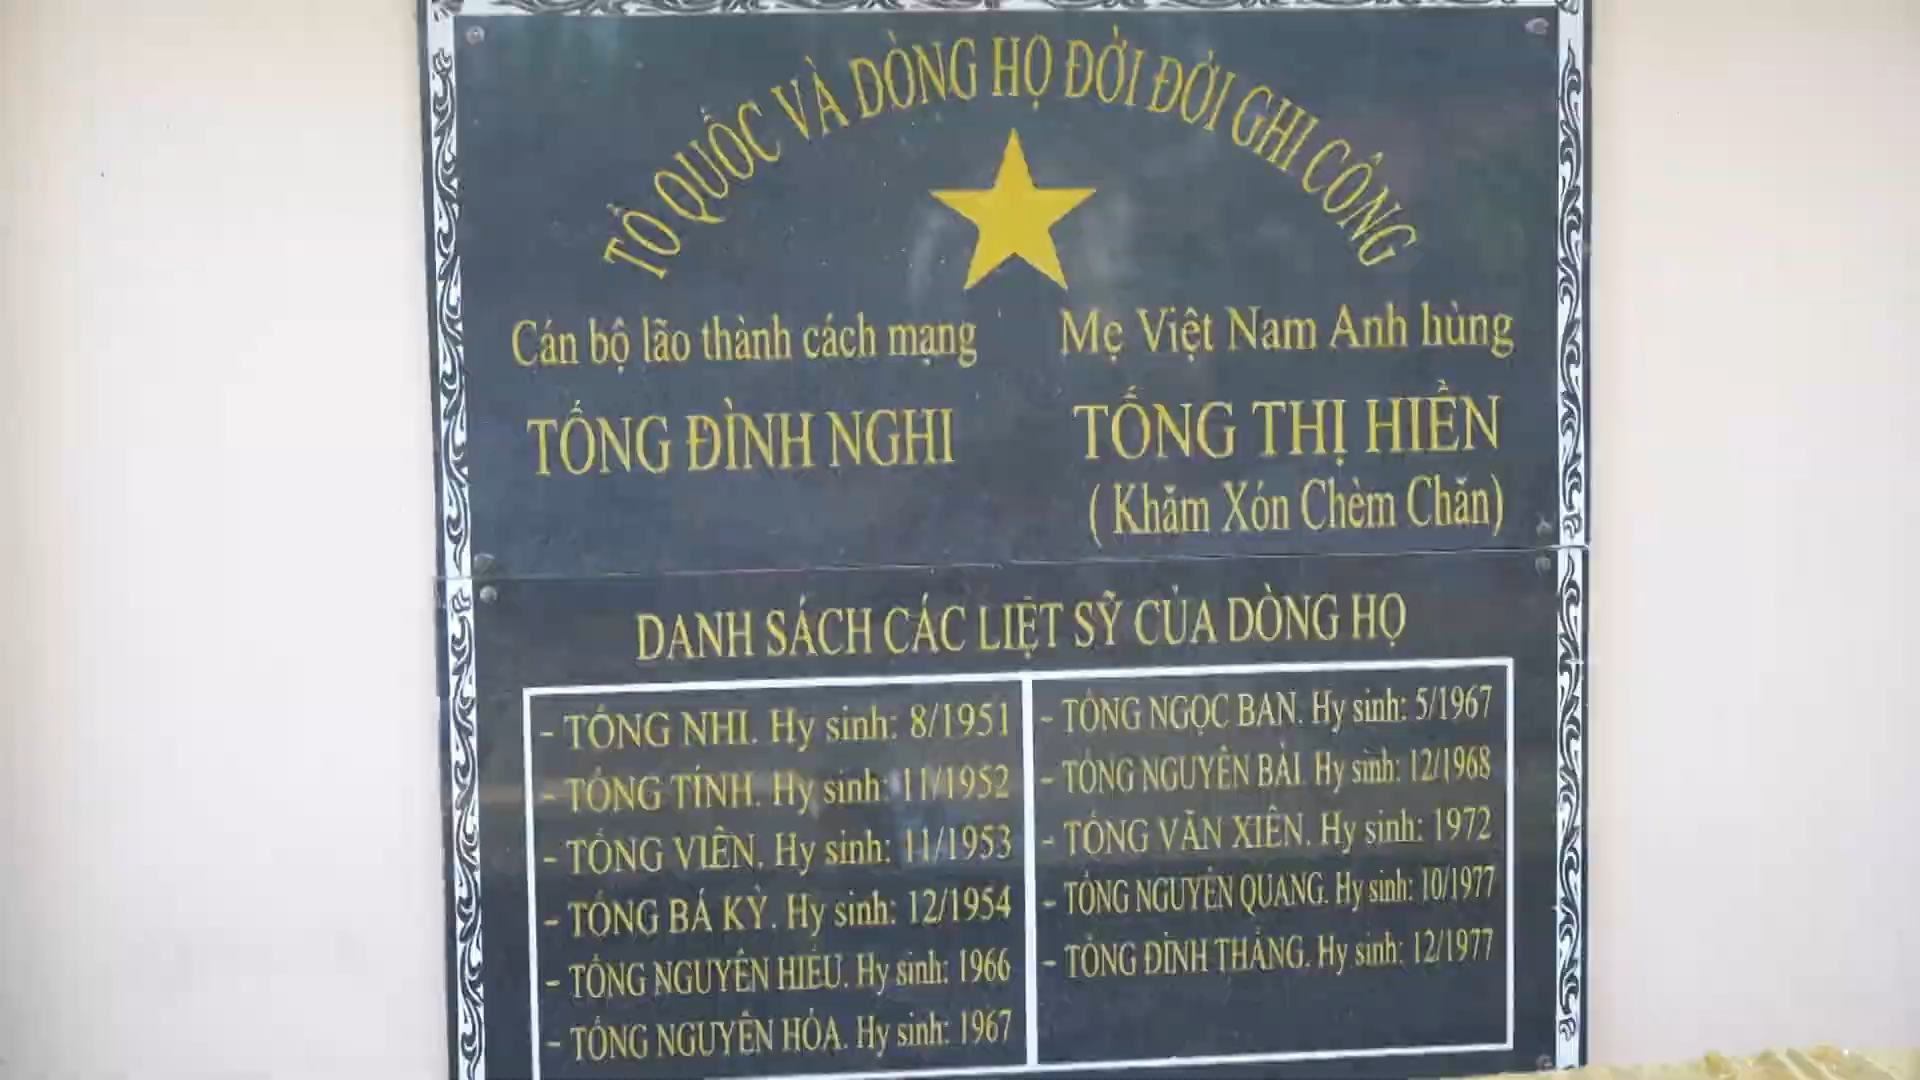 TỔ QUỐC VÀ DÒNG HỌ ĐỜI ĐỜI GHI CÔNG
Cán bộ lão thành cách mạng
TỐNG ĐÌNH NGHI
Mẹ Việt Nam Anh hùng
TỐNG THỊ HIỀN
( Khăm Xón Chèm Chăn)
DANH SÁCH CÁC LIỆT SỸ CỦA DÒNG HỌ
- TỐNG NHI. Hy sinh: 8/1951
- TỐNG TÍNH. Hy sinh: 11/1952
- TỐNG VIÊN. Hy sinh: 11/1953
- TỐNG BÁ KỲ. Hy sinh: 12/1954
- TỐNG NGUYÊN HIẾU. Hy sinh: 1966
- TỐNG NGUYÊN HÒA. Hy sinh: 1967
- TỐNG NGỌC BAN. Hy sinh: 5/1967
- TỐNG NGUYÊN BÁI. Hy sinh: 12/1968
- TỐNG VĂN XIÊN. Hy sinh: 1972
- TỐNG NGUYÊN QUANG. Hy sinh: 10/1977
- TỐNG ĐÌNH THẮNG. Hy sinh: 12/1977